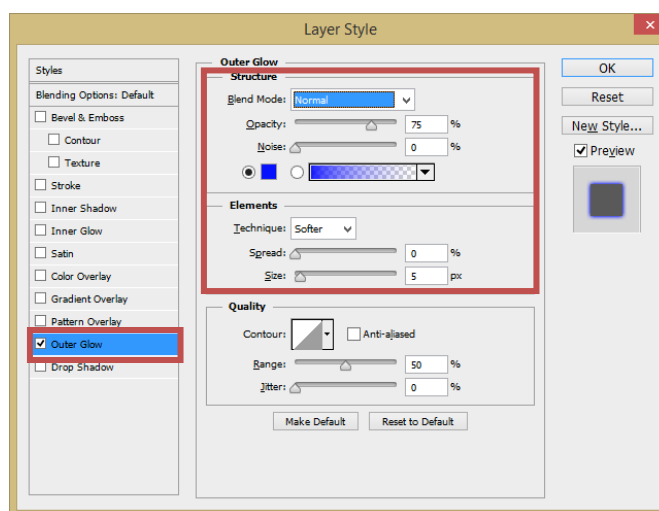 Layer Style
Styles
Blending Options: Default
Bevel & Emboss
Contour
Texture
Stroke
Inner Shadow
Inner Glow
Satin
Color Overlay
Gradient Overlay
Pattern Overlay
Outer Glow
Drop Shadow
Outer Glow
Structure
Blend Mode: Normal
Opacity: 75 %
Noise: 0 %
Elements
Technique: Softer
Spread: 0 %
Size: 5 px
Quality
Contour: Anti-aliased
Range: 50 %
Jitter: 0 %
Make Default Reset to Default
OK
Reset
New Style...
Preview